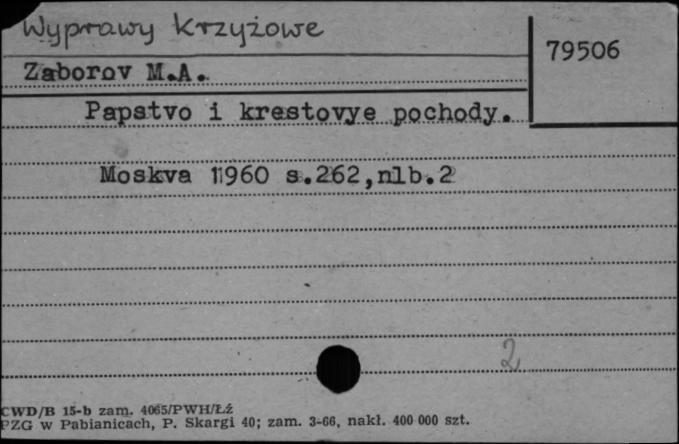 Wyprawy Krzyżowe
79506
Zaborov M.A.
Papstvo i krestovye pochody.
Moskva 1960 s.262,nlb.2
2
CWD/B 15-b zam. 4065/PWH/Łź
PZG w Pabianicach, P. Skargi 40; zam. 3-66, nakł. 400 000 szt.